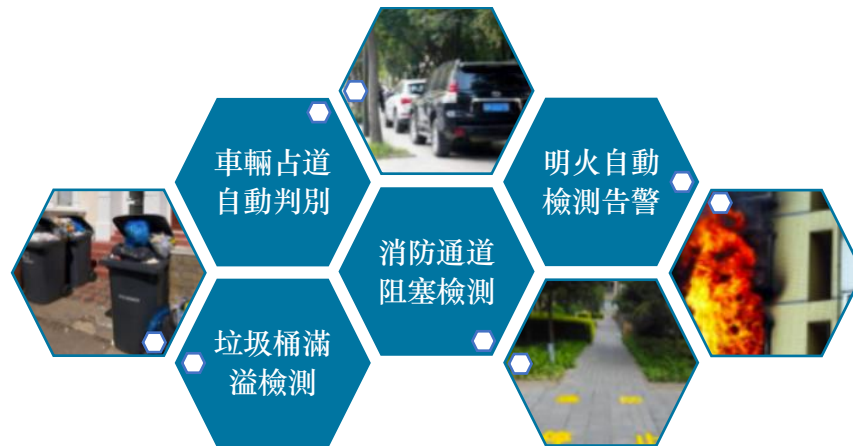 車輛占道
自動判別
明火自動
檢測告警
消防通道
阻塞檢測
垃圾桶滿
溢檢測